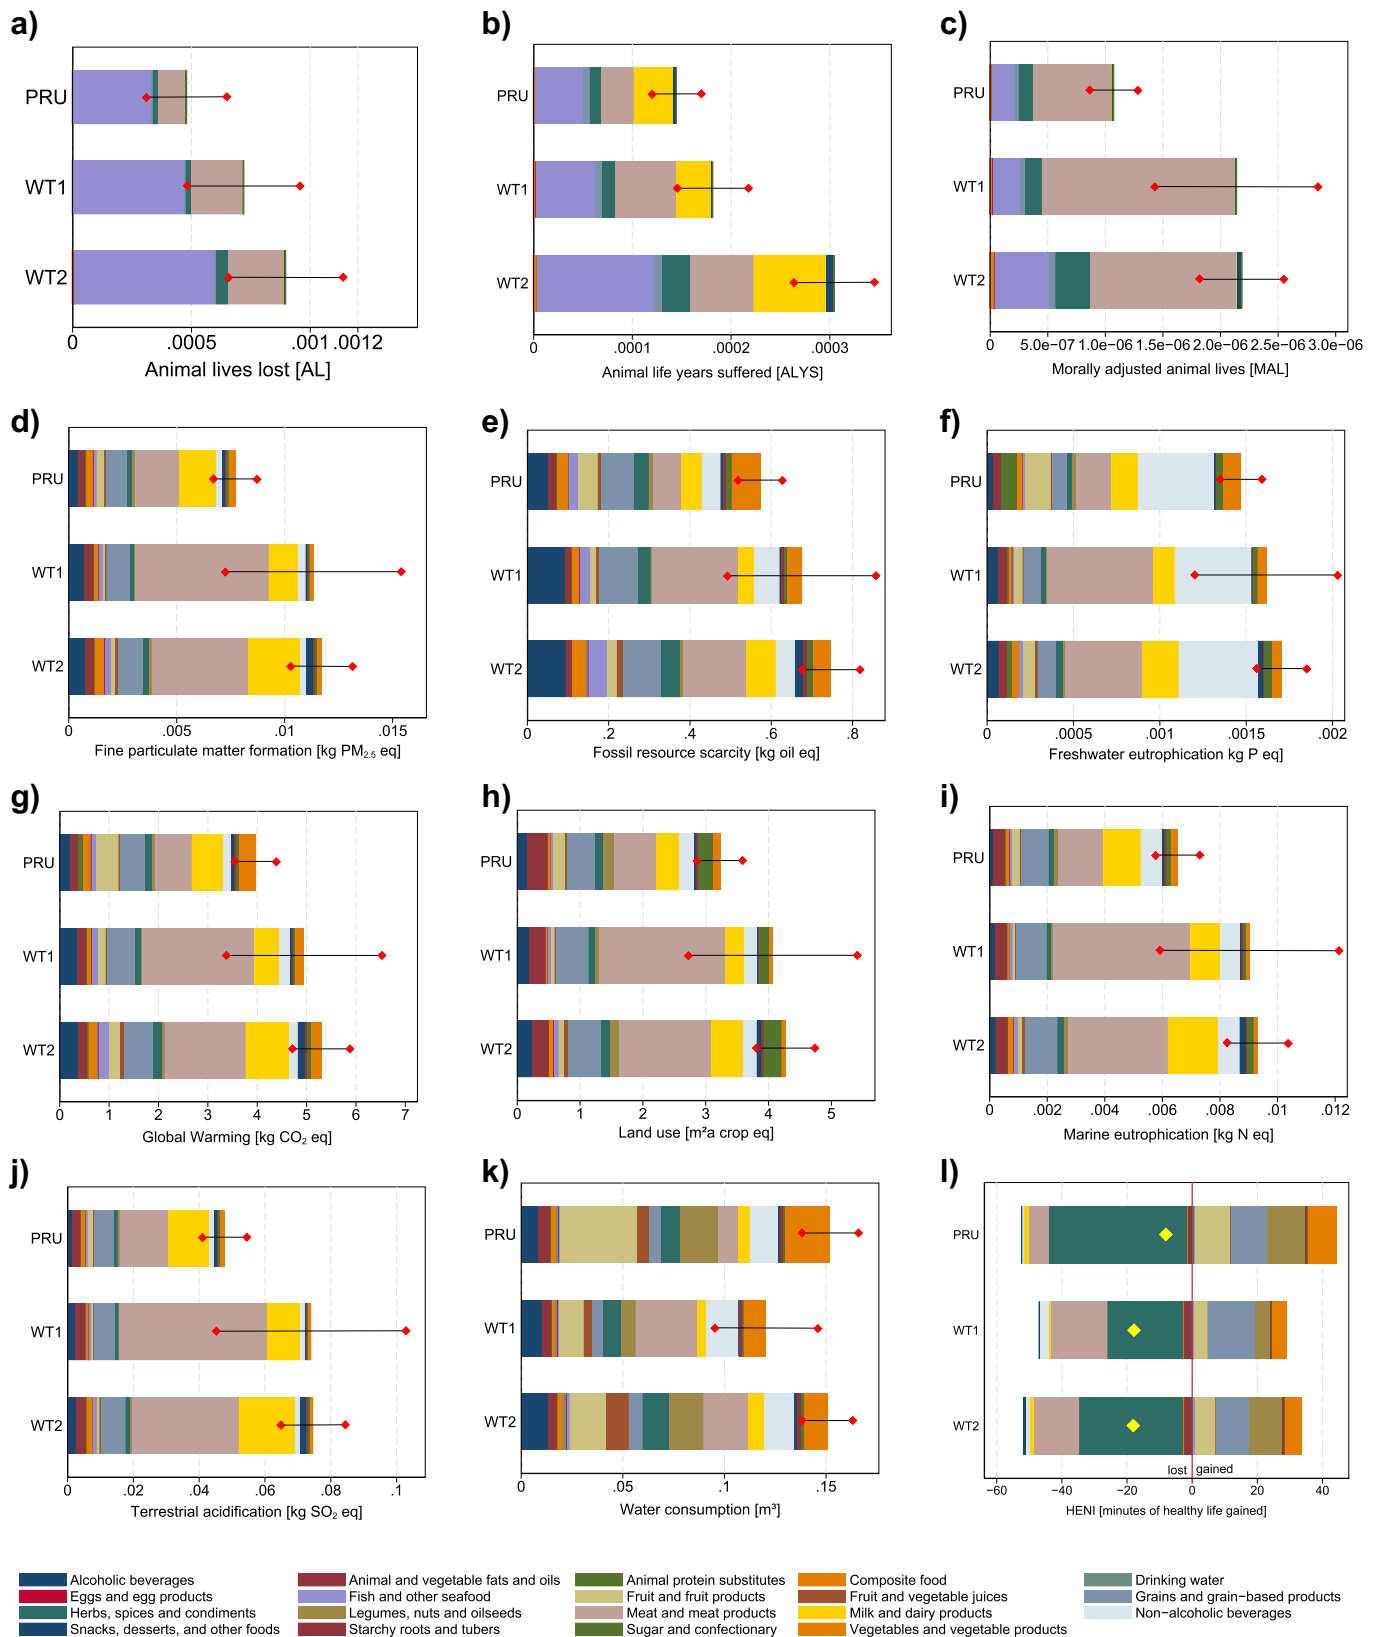 a)
PRU
WT1
WT2
0 .0005 .001 .0012
Animal lives lost [AL]
b)
PRU
WT1
WT2
0 .0001 .0002 .0003
Animal life years suffered [ALYS]
c)
PRU
WT1
WT2
0 5.0e-07 1.0e-06 1.5e-06 2.0e-06 2.5e-06 3.0e-06
Morally adjusted animal lives [MAL]
d)
PRU
WT1
WT2
0 .005 .01 .015
Fine particulate matter formation [kg PM₂.₅ eq]
e)
PRU
WT1
WT2
0 .2 .4 .6 .8
Fossil resource scarcity [kg oil eq]
f)
PRU
WT1
WT2
0 .0005 .001 .0015 .002
Freshwater eutrophication kg P eq]
g)
PRU
WT1
WT2
0 1 2 3 4 5 6 7
Global Warming [kg CO₂ eq]
h)
PRU
WT1
WT2
0 1 2 3 4 5
Land use [m²a crop eq]
i)
PRU
WT1
WT2
0 .002 .004 .006 .008 .01 .012
Marine eutrophication [kg N eq]
j)
PRU
WT1
WT2
0 .02 .04 .06 .08 .1
Terrestrial acidification [kg SO₂ eq]
k)
PRU
WT1
WT2
0 .05 .1 .15
Water consumption [m³]
l)
PRU
WT1
WT2
lost gained
−60 −40 −20 0 20 40
HENI [minutes of healthy life gained]
Alcoholic beverages Animal and vegetable fats and oils Animal protein substitutes Composite food Drinking water
Eggs and egg products Fish and other seafood Fruit and fruit products Fruit and vegetable juices Grains and grain−based products
Herbs, spices and condiments Legumes, nuts and oilseeds Meat and meat products Milk and dairy products Non−alcoholic beverages
Snacks, desserts, and other foods Starchy roots and tubers Sugar and confectionary Vegetables and vegetable products